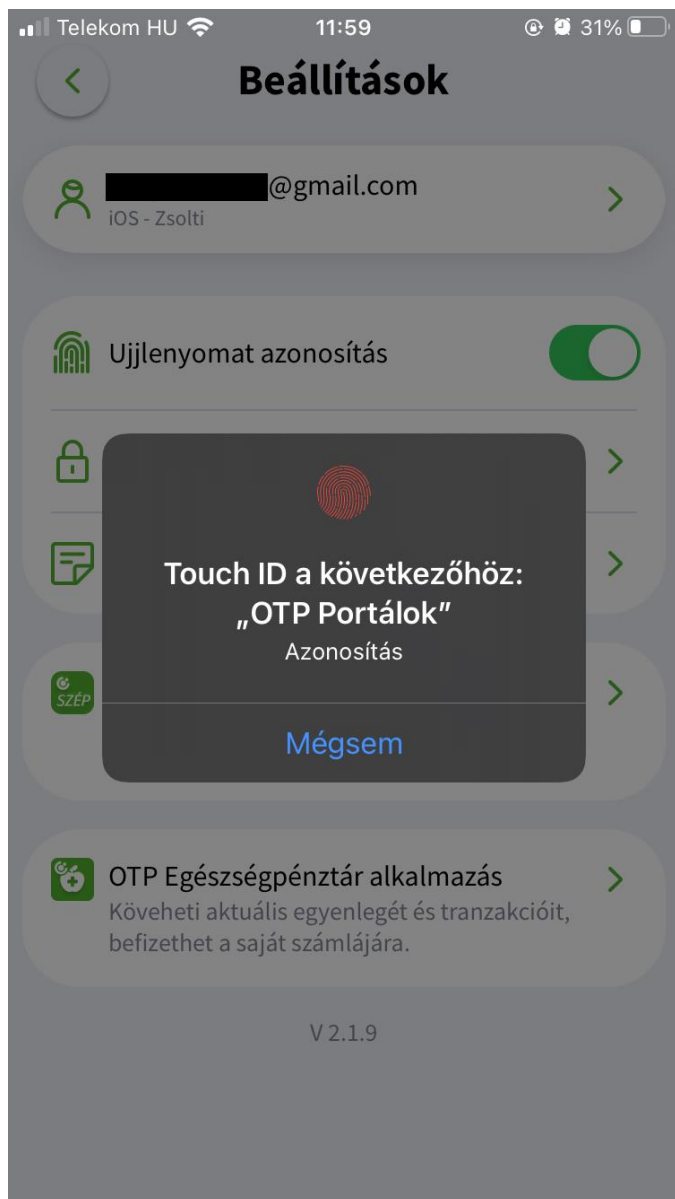 Telekom HU 11:59 31%
Beállítások
@gmail.com
iOS - Zsolti
Ujjlenyomat azonosítás
Touch ID a következőhöz:
„OTP Portálok”
Azonosítás
SZÉP
Mégsem
OTP Egészségpénztár alkalmazás
Köveheti aktuális egyenlegét és tranzakcióit,
befizethet a saját számlájára.
V 2.1.9